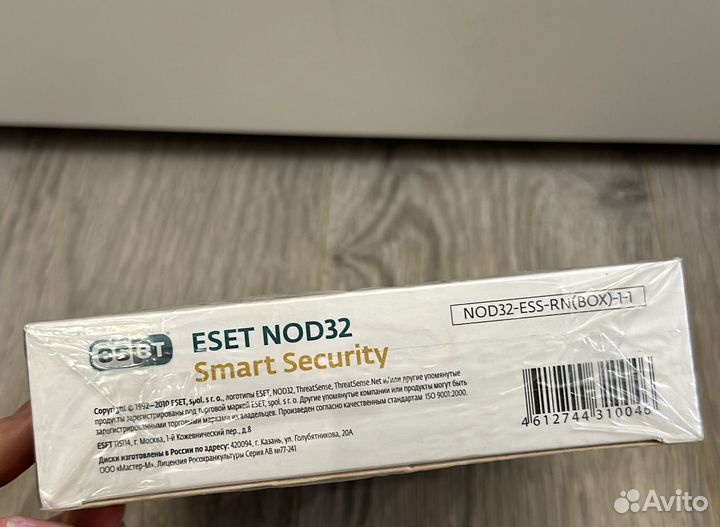 eset
ESET NOD32
Smart Security
NOD32-ESS-RN(BOX)-1-1
Copyright © 1992—2010 ESET, spol. s r. o., логотипы ESET, NOD32, ThreatSense, ThreatSense.Net и/или другие упомянутые
продукты зарегистрированы под торговой маркой ESET, spol. s r. o. Другие упомянутые компании или продукты могут быть
зарегистрированными торговыми марками их владельцев. Произведен согласно качественным стандартам ISO 9001:2000.
ESET 115114, г. Москва, 1-й Кожевнический пер., д.8
Диски изготовлены в России по адресу: 420094, г. Казань, ул. Голубятникова, 20А
ООО «Мастер-М». Лицензия Росохранкультуры Серия АВ №77-241
4 612744 310046
Avito